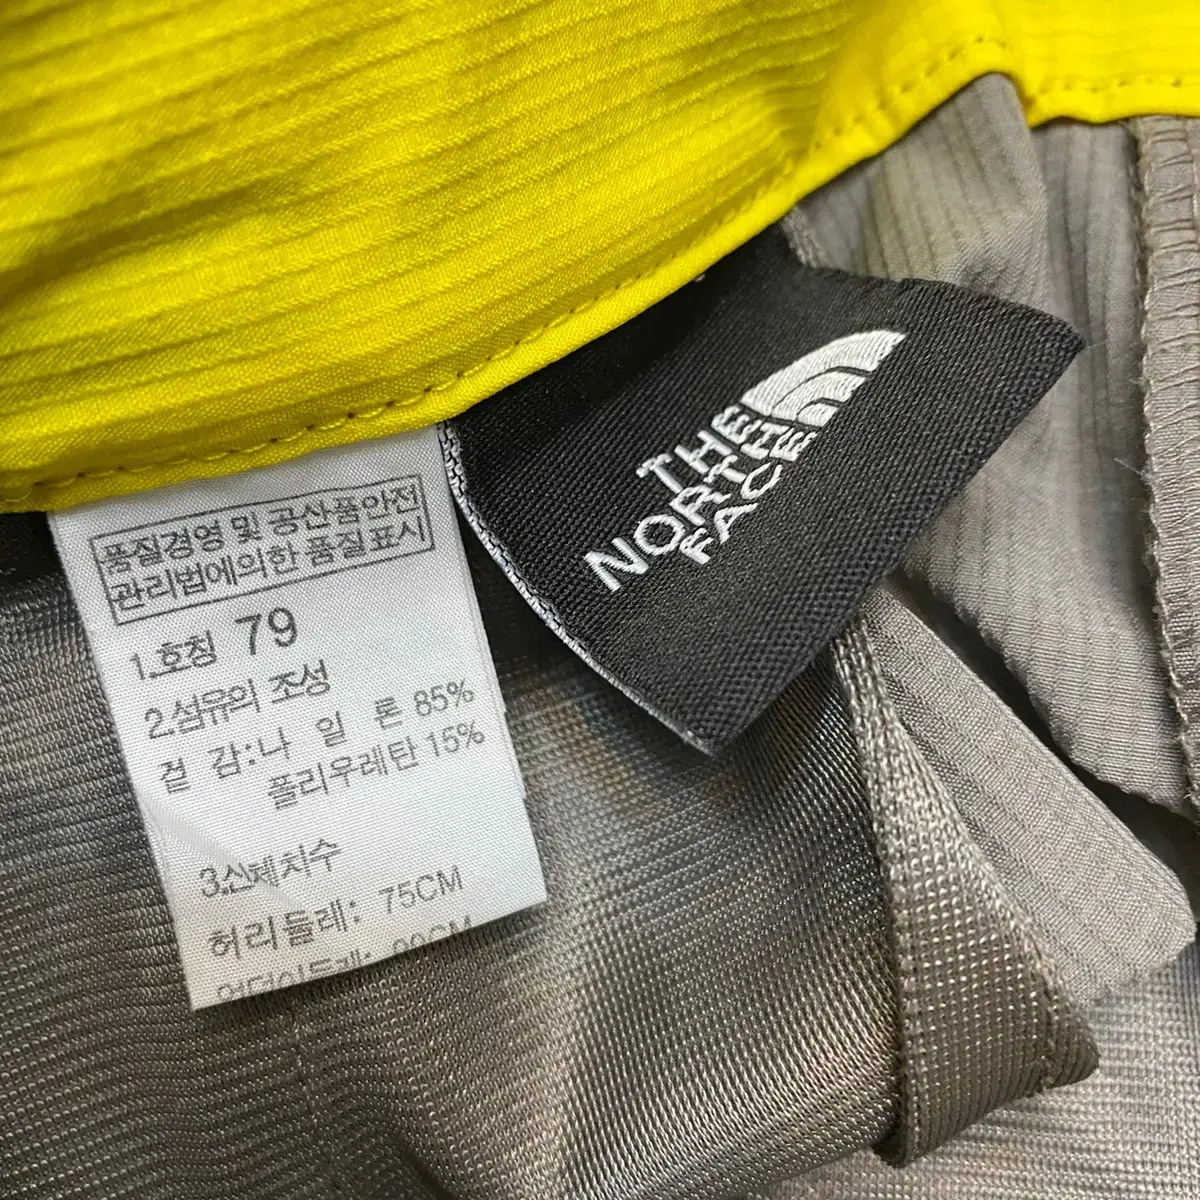 품질경영 및 공산품안전
관리법에의한 품질표시
1.호칭 79
2.섬유의 조성
겉 감:나 일 론 85%
폴리우레탄 15%
3.신체치수
허리둘레: 75CM
THE
NORTH
FACE